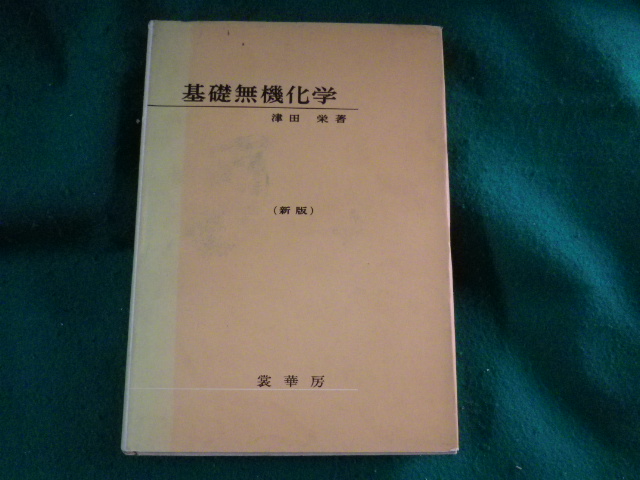 基礎無機化学
津田 栄著
(新版)
裳華房